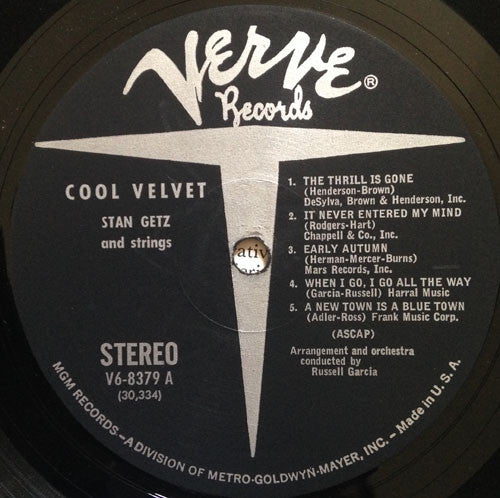 VERVE ®
Records
COOL VELVET
STAN GETZ
and strings
1. THE THRILL IS GONE
(Henderson-Brown)
DeSylva, Brown & Henderson, Inc.
2. IT NEVER ENTERED MY MIND
(Rodgers-Hart)
Chappell & Co., Inc.
3. EARLY AUTUMN
(Herman-Mercer-Burns)
Mars Records, Inc.
4. WHEN I GO, I GO ALL THE WAY
(Garcia-Russell) Harral Music
5. A NEW TOWN IS A BLUE TOWN
(Adler-Ross) Frank Music Corp.
(ASCAP)
Arrangement and orchestra
conducted by
Russell Garcia
ativ
STEREO
V6-8379 A
(30,334)
MGM RECORDS—A DIVISION OF METRO-GOLDWYN-MAYER, INC. – Made in U. S. A.